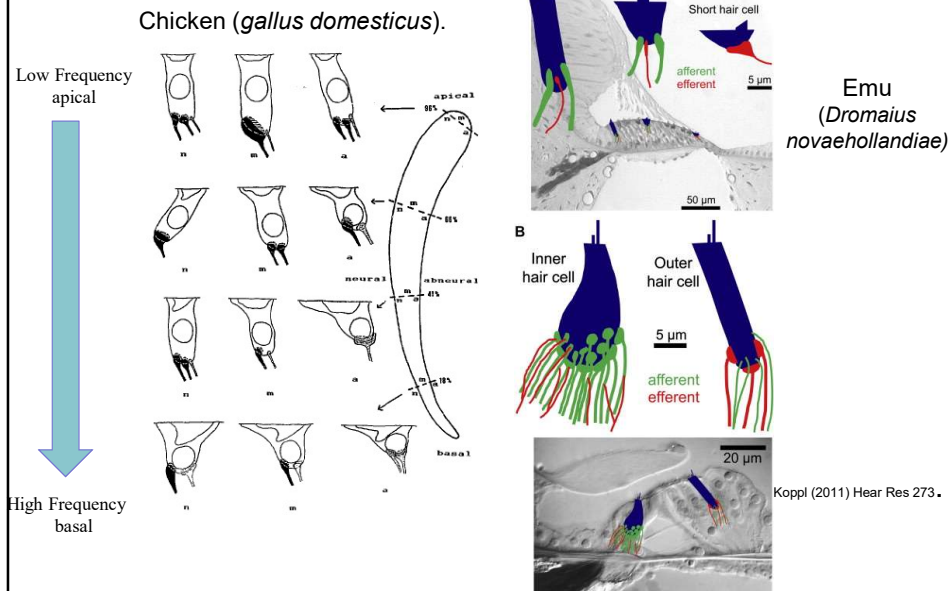 Chicken (gallus domesticus).
Low Frequency
apical
High Frequency
basal
n
m
a
n
m
a
n
m
a
n
m
a
apical
96%
n
m
m
n
a
60%
neural
abneural
m
n
a
41%
m
a
n
18%
basal
Short hair cell
afferent
efferent
5 µm
50 µm
Emu
(Dromaius
novaehollandiae)
B
Inner
hair cell
Outer
hair cell
5 µm
afferent
efferent
20 µm
Koppl (2011) Hear Res 273.